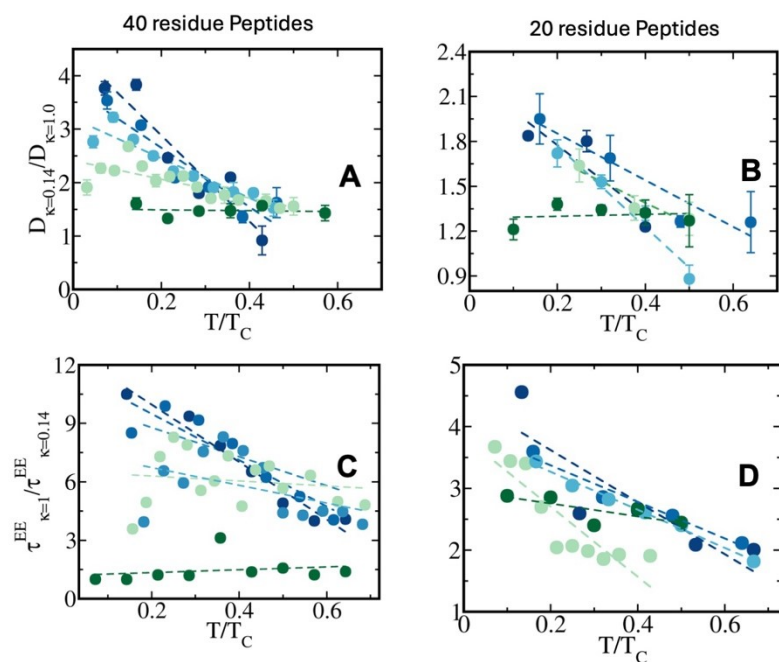 40 residue Peptides
20 residue Peptides
D κ=0.14/D κ=1.0
4
3
2
1
0
A
0 0.2 0.4 0.6
T/T_C
2.4
2.1
1.8
1.5
1.2
0.9
B
0 0.2 0.4 0.6
T/T_C
τ^EE κ=1/τ^EE κ=0.14
12
9
6
3
0
C
0.2 0.4 0.6
T/T_C
5
4
3
2
1
D
0 0.2 0.4 0.6
T/T_C